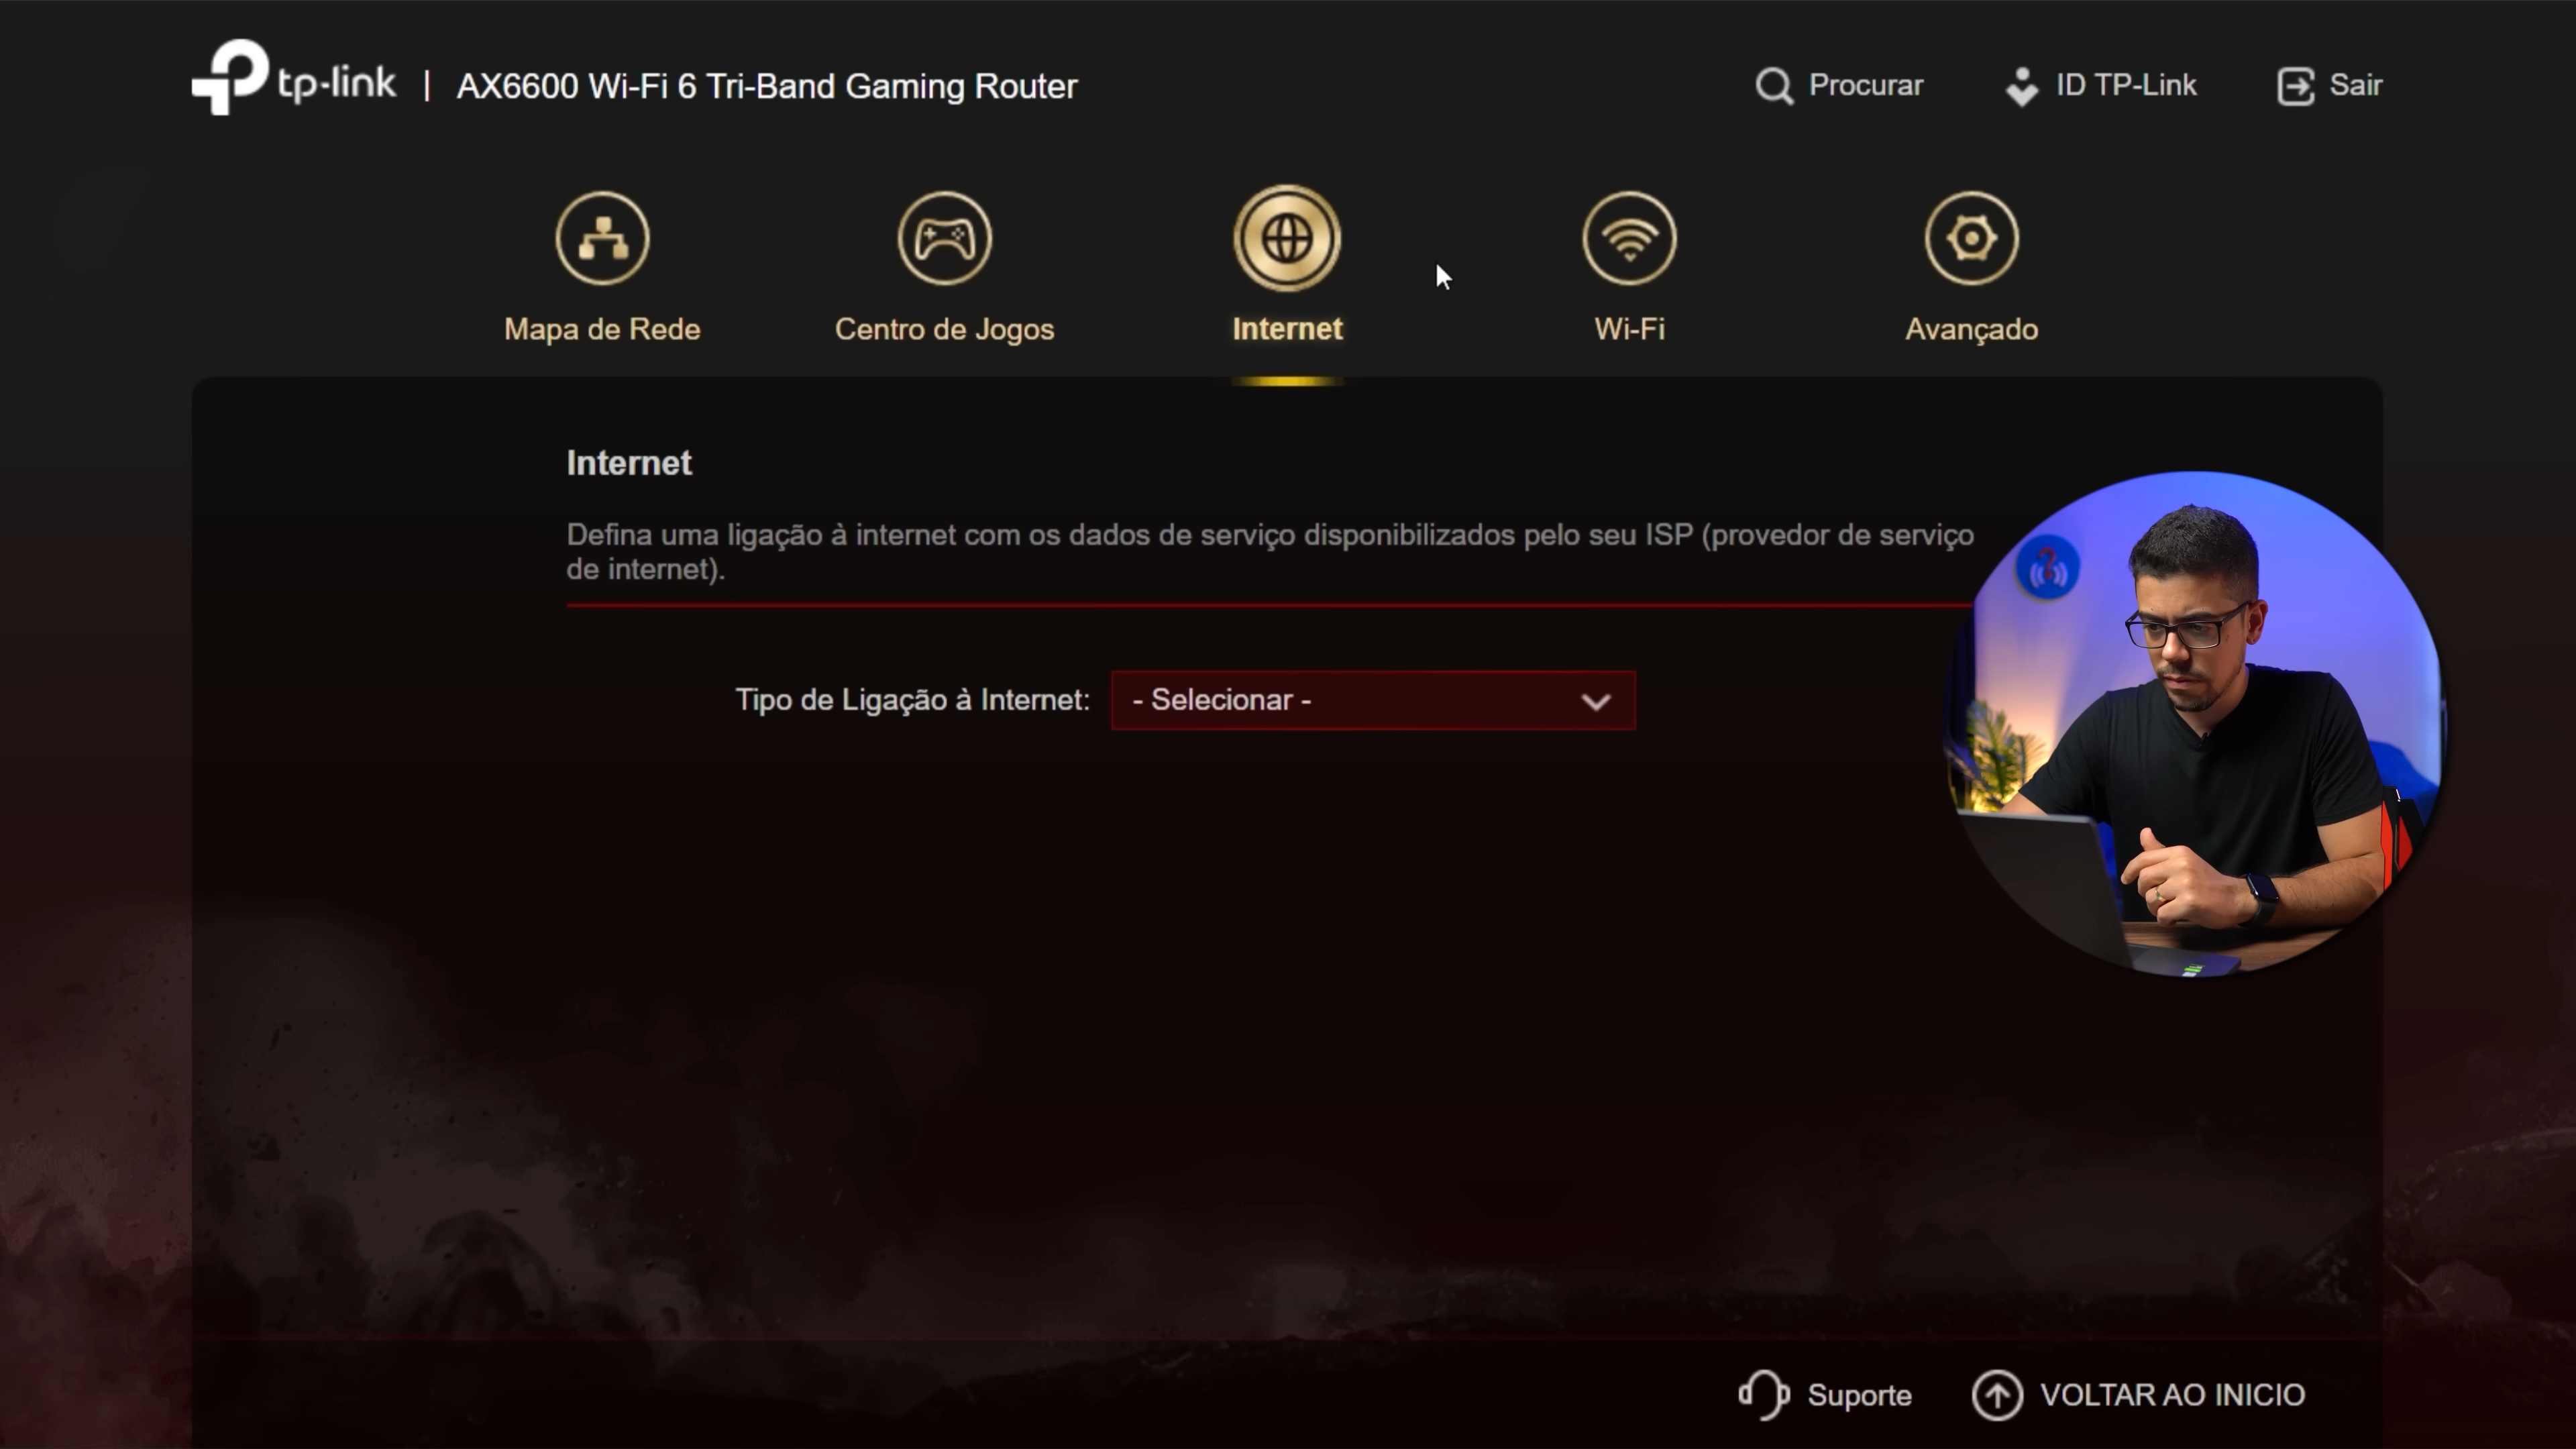 tp-link | AX6600 Wi-Fi 6 Tri-Band Gaming Router
Procurar
ID TP-Link
Sair
Mapa de Rede
Centro de Jogos
Internet
Wi-Fi
Avançado
Internet
Defina uma ligação à internet com os dados de serviço disponibilizados pelo seu ISP (provedor de serviço
de internet).
Tipo de Ligação à Internet:
- Selecionar -
Suporte
VOLTAR AO INICIO